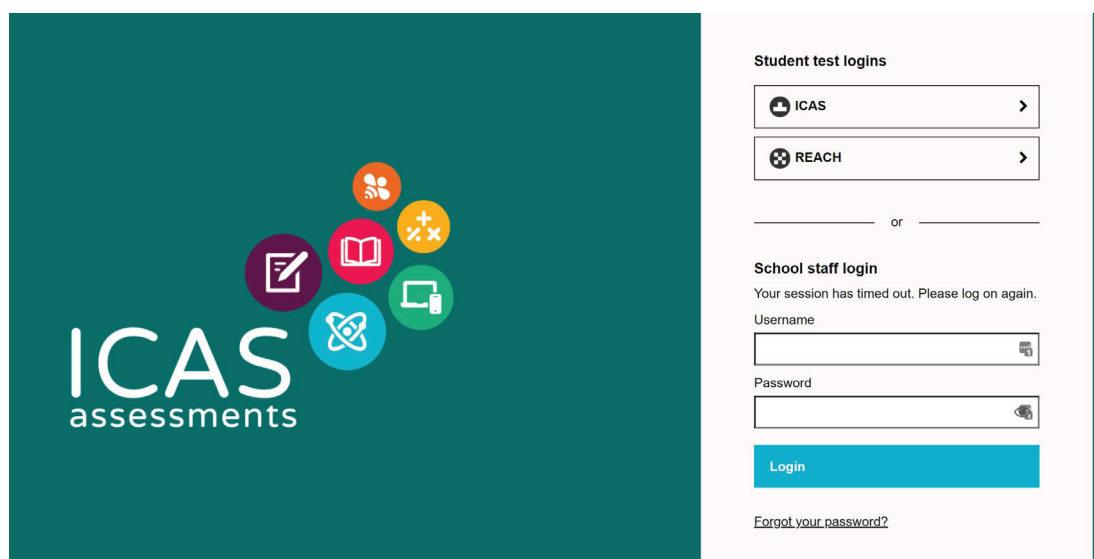 ICAS
assessments
Student test logins
ICAS
REACH
or
School staff login
Your session has timed out. Please log on again.
Username
Password
Login
Forgot your password?